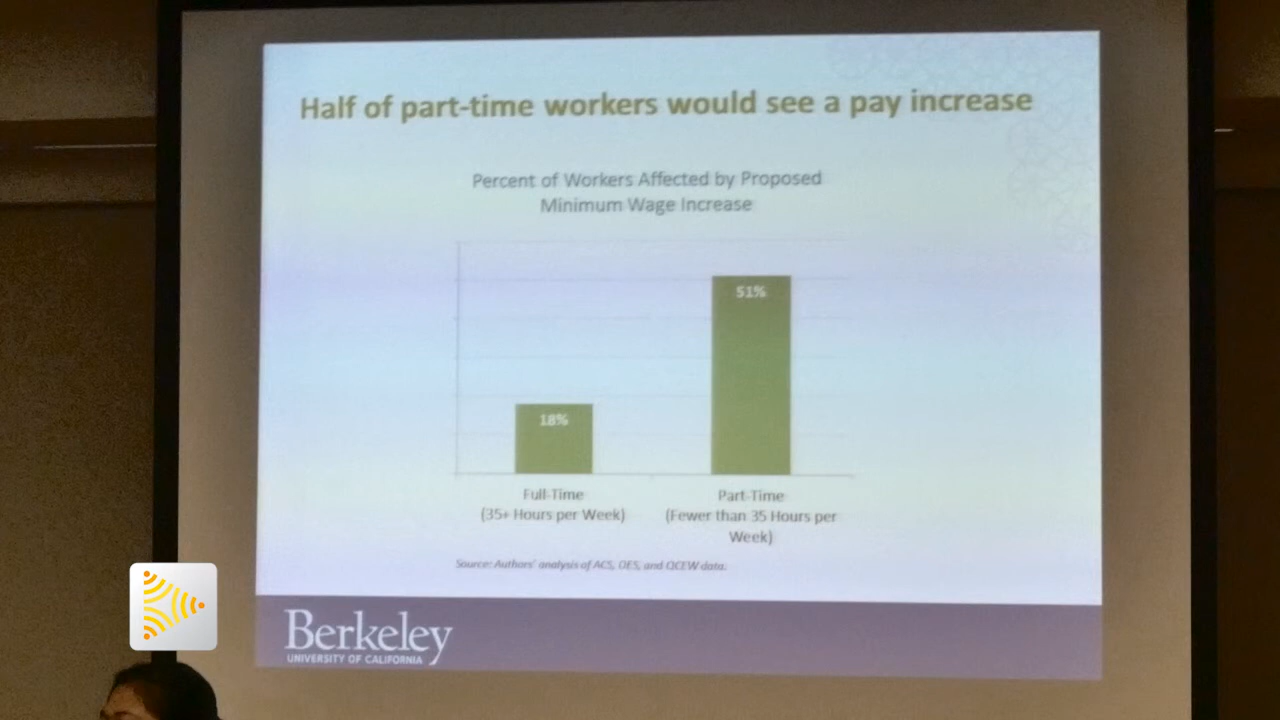 Half of part-time workers would see a pay increase
Percent of Workers Affected by Proposed
Minimum Wage Increase
51%
18%
Full-Time
(35+ Hours per Week)
Part-Time
(Fewer than 35 Hours per
Week)
Source: Authors' analysis of ACS, OES, and QCEW data.
Berkeley
UNIVERSITY OF CALIFORNIA